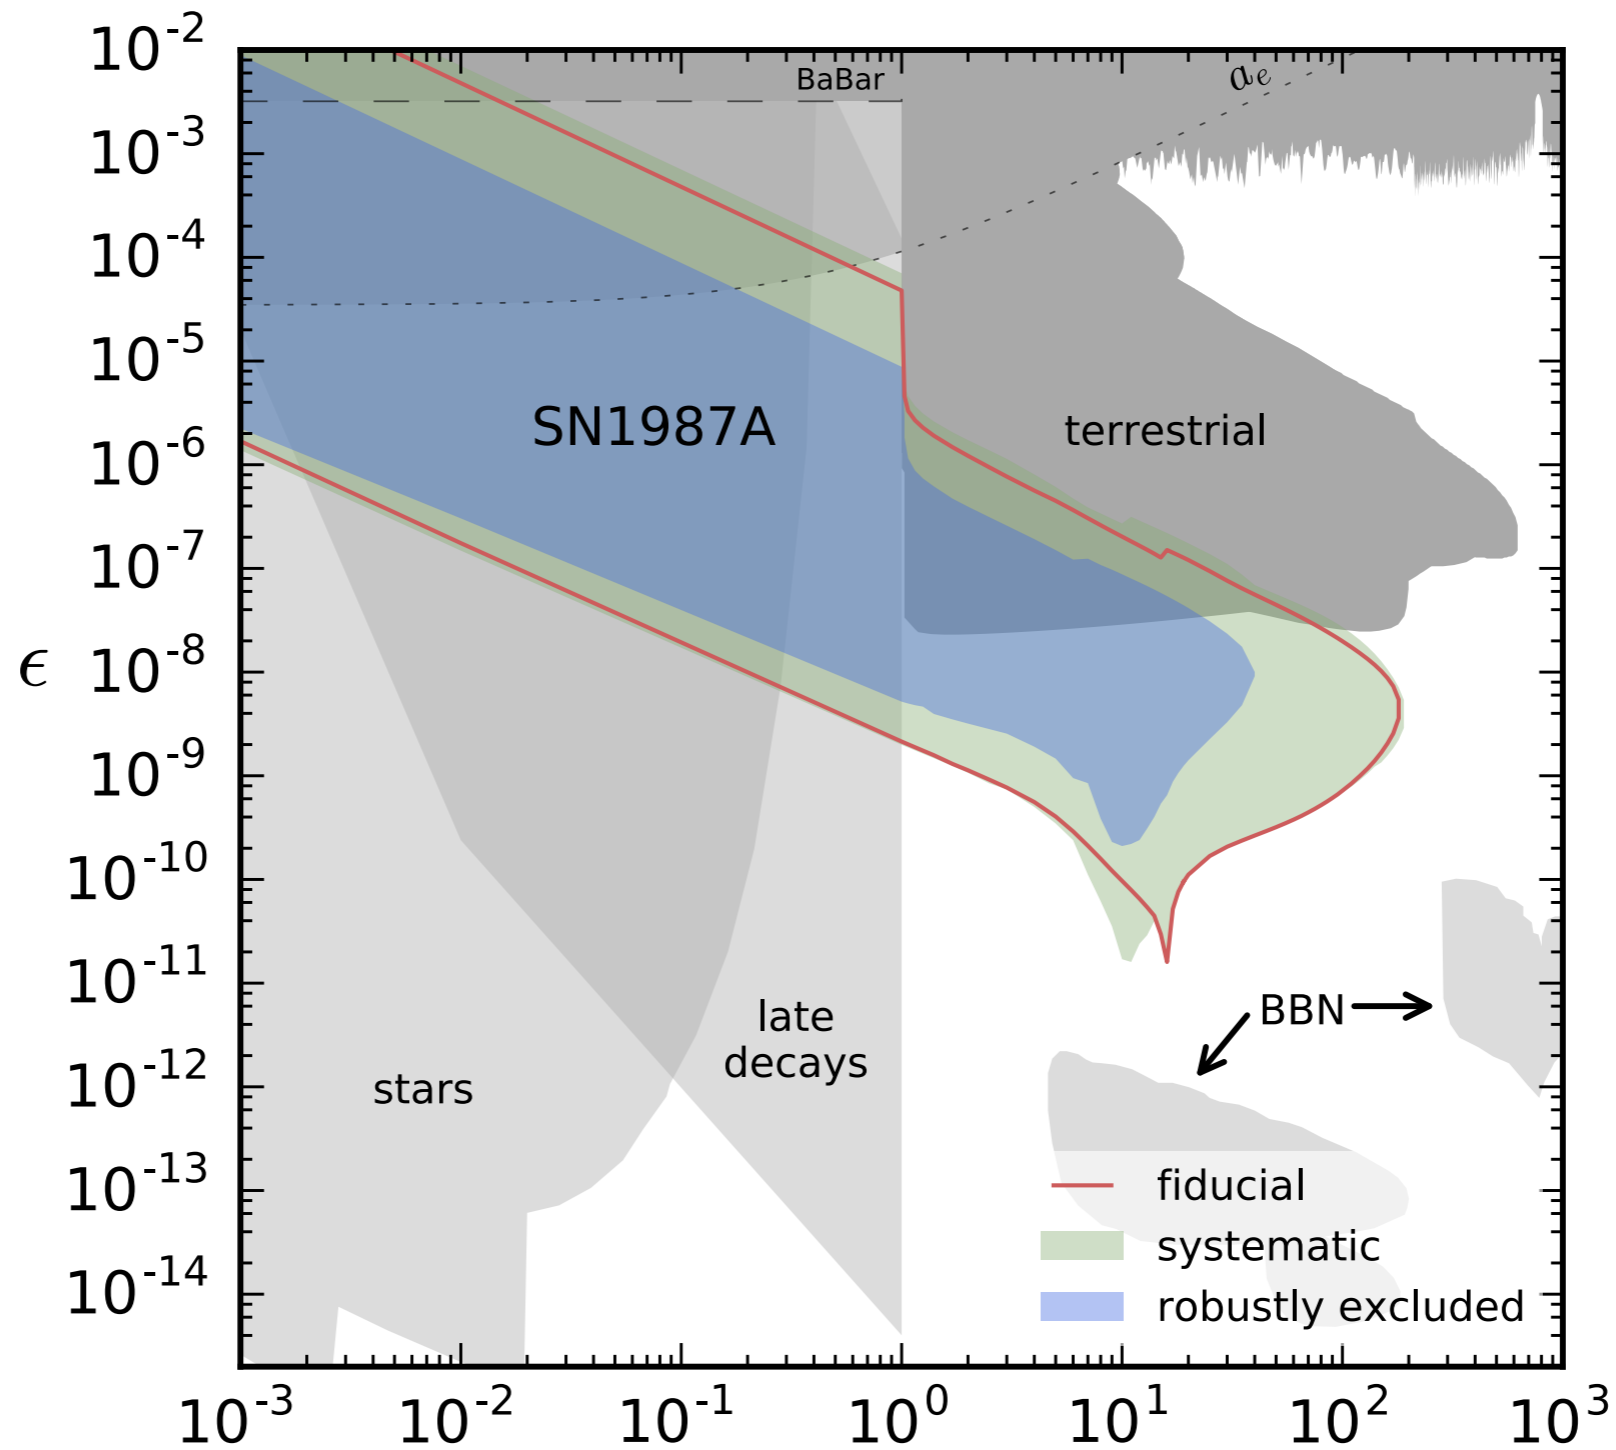 10^-2
10^-3
10^-4
10^-5
10^-6
10^-7
10^-8
10^-9
10^-10
10^-11
10^-12
10^-13
10^-14
ϵ
BaBar
a_e
SN1987A
terrestrial
BBN
late
decays
stars
fiducial
systematic
robustly excluded
10^-3
10^-2
10^-1
10^0
10^1
10^2
10^3